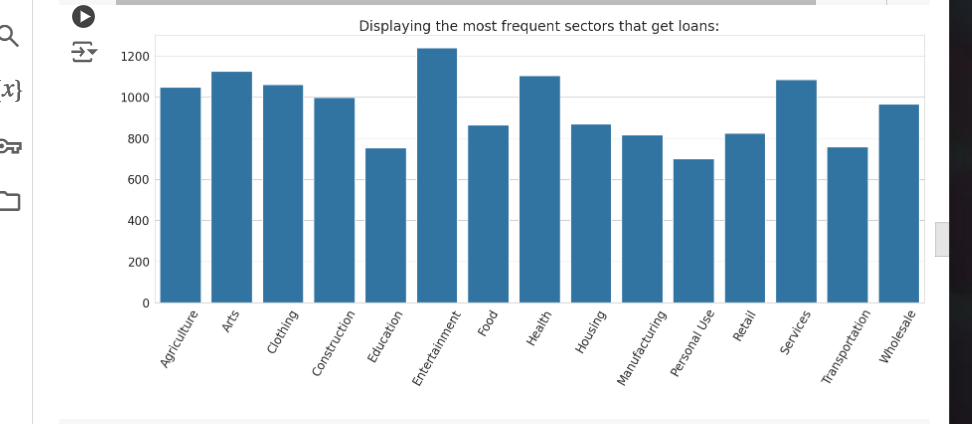 Displaying the most frequent sectors that get loans:
1200
1000
800
600
400
200
0
Agriculture
Arts
Clothing
Construction
Education
Entertainment
Food
Health
Housing
Manufacturing
Personal Use
Retail
Services
Transportation
Wholesale
{x}